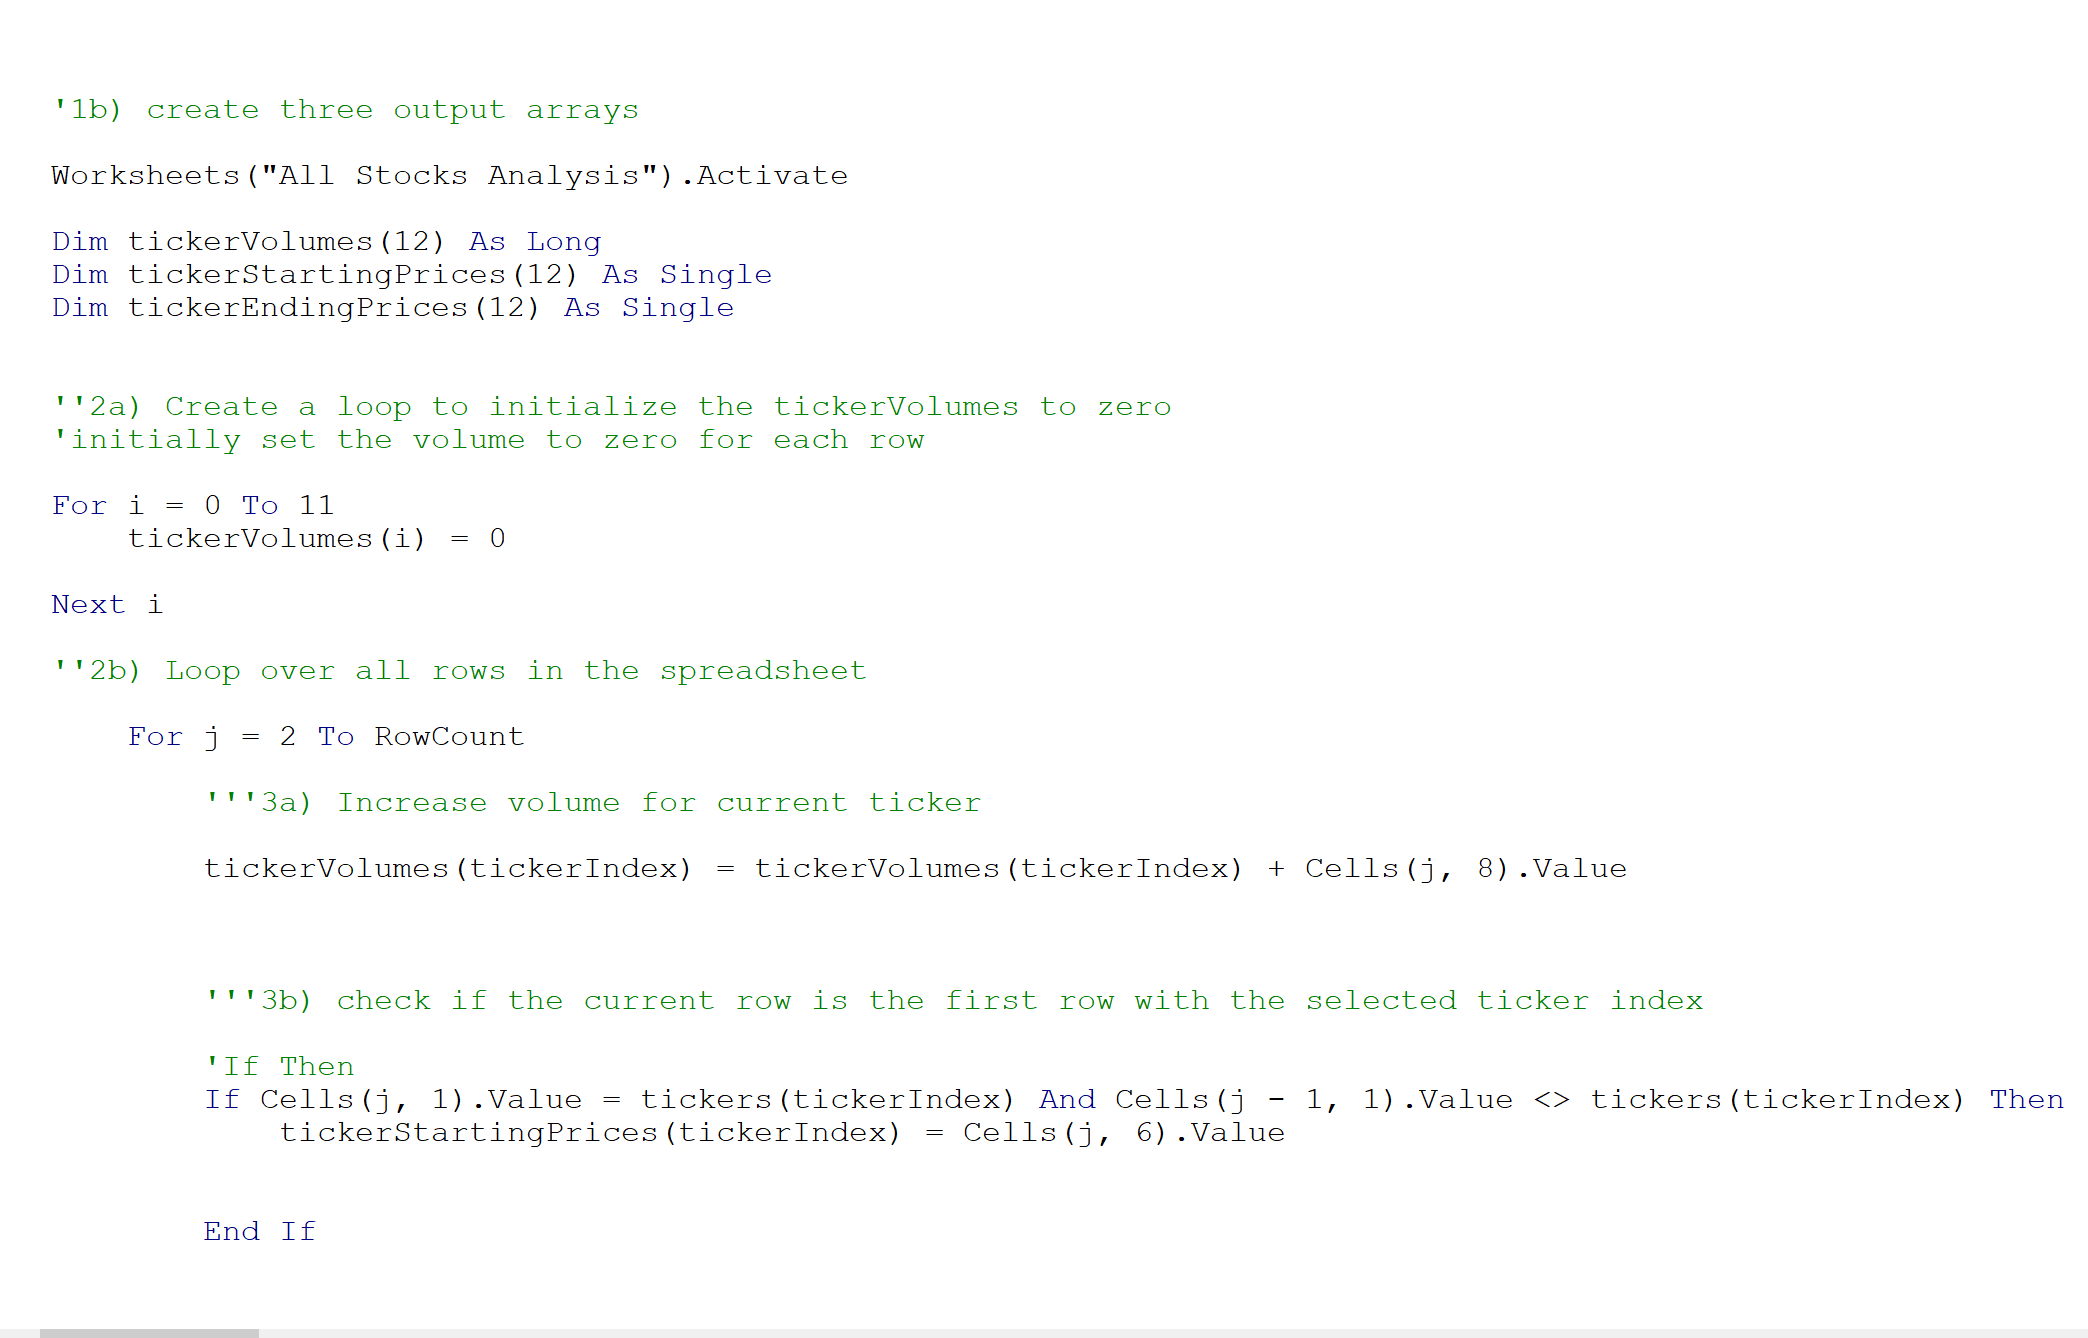 '1b) create three output arrays
Worksheets("All Stocks Analysis").Activate
Dim tickerVolumes(12) As Long
Dim tickerStartingPrices(12) As Single
Dim tickerEndingPrices(12) As Single
''2a) Create a loop to initialize the tickerVolumes to zero
'initially set the volume to zero for each row
For i = 0 To 11
tickerVolumes(i) = 0
Next i
''2b) Loop over all rows in the spreadsheet
For j = 2 To RowCount
'''3a) Increase volume for current ticker
tickerVolumes(tickerIndex) = tickerVolumes(tickerIndex) + Cells(j, 8).Value
'''3b) check if the current row is the first row with the selected ticker index
'If Then
If Cells(j, 1).Value = tickers(tickerIndex) And Cells(j - 1, 1).Value <> tickers(tickerIndex) Then
tickerStartingPrices(tickerIndex) = Cells(j, 6).Value
End If